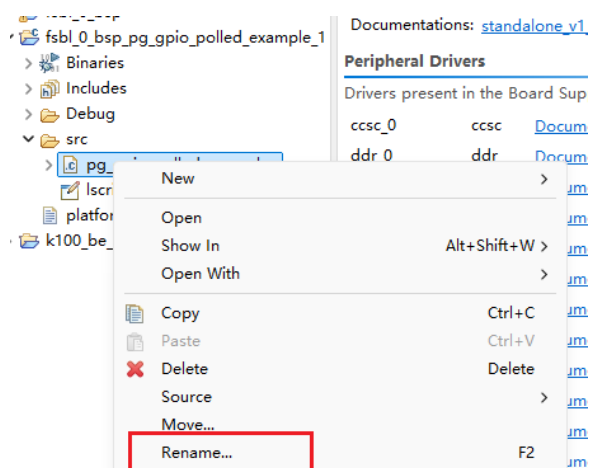 fsbl_0_bsp_pg_gpio_polled_example_1
Binaries
Includes
Debug
src
pg_
platfor
k100_be_
Documentations: standalone_v1_
Peripheral Drivers
Drivers present in the Board Sup
ccsc_0 ccsc Docum
ddr_0 ddr Docum
New
Open
Show In Alt+Shift+W
Open With
Copy Ctrl+C
Paste Ctrl+V
Delete Delete
Source
Move...
Rename... F2